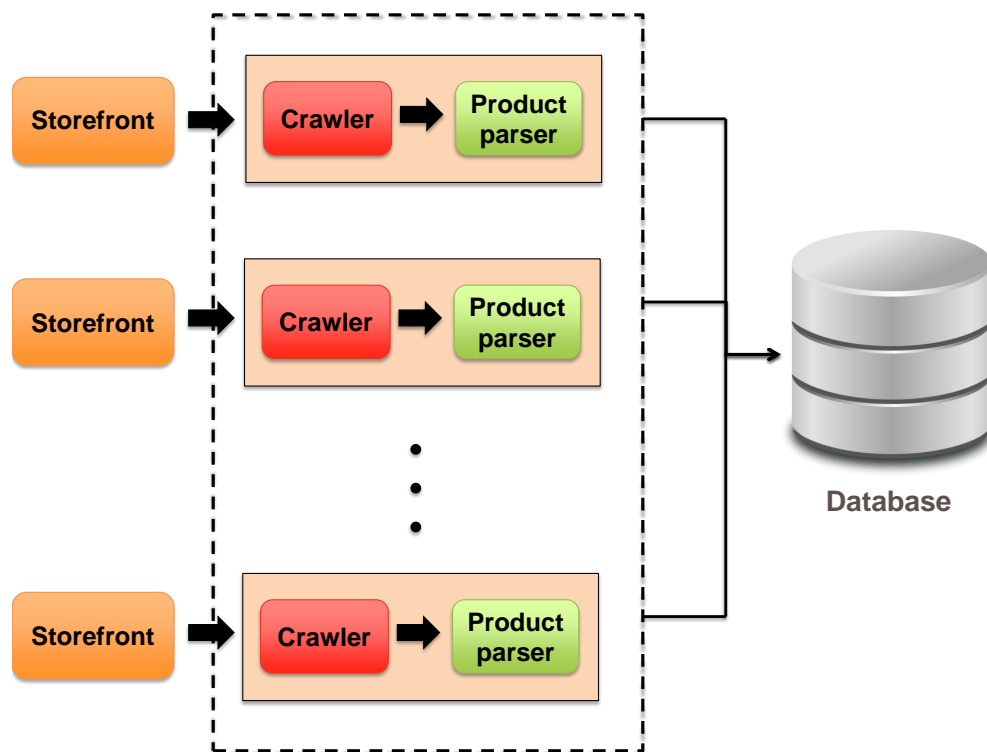 Storefront
Crawler
Product
parser
Storefront
Crawler
Product
parser
Database
Storefront
Crawler
Product
parser